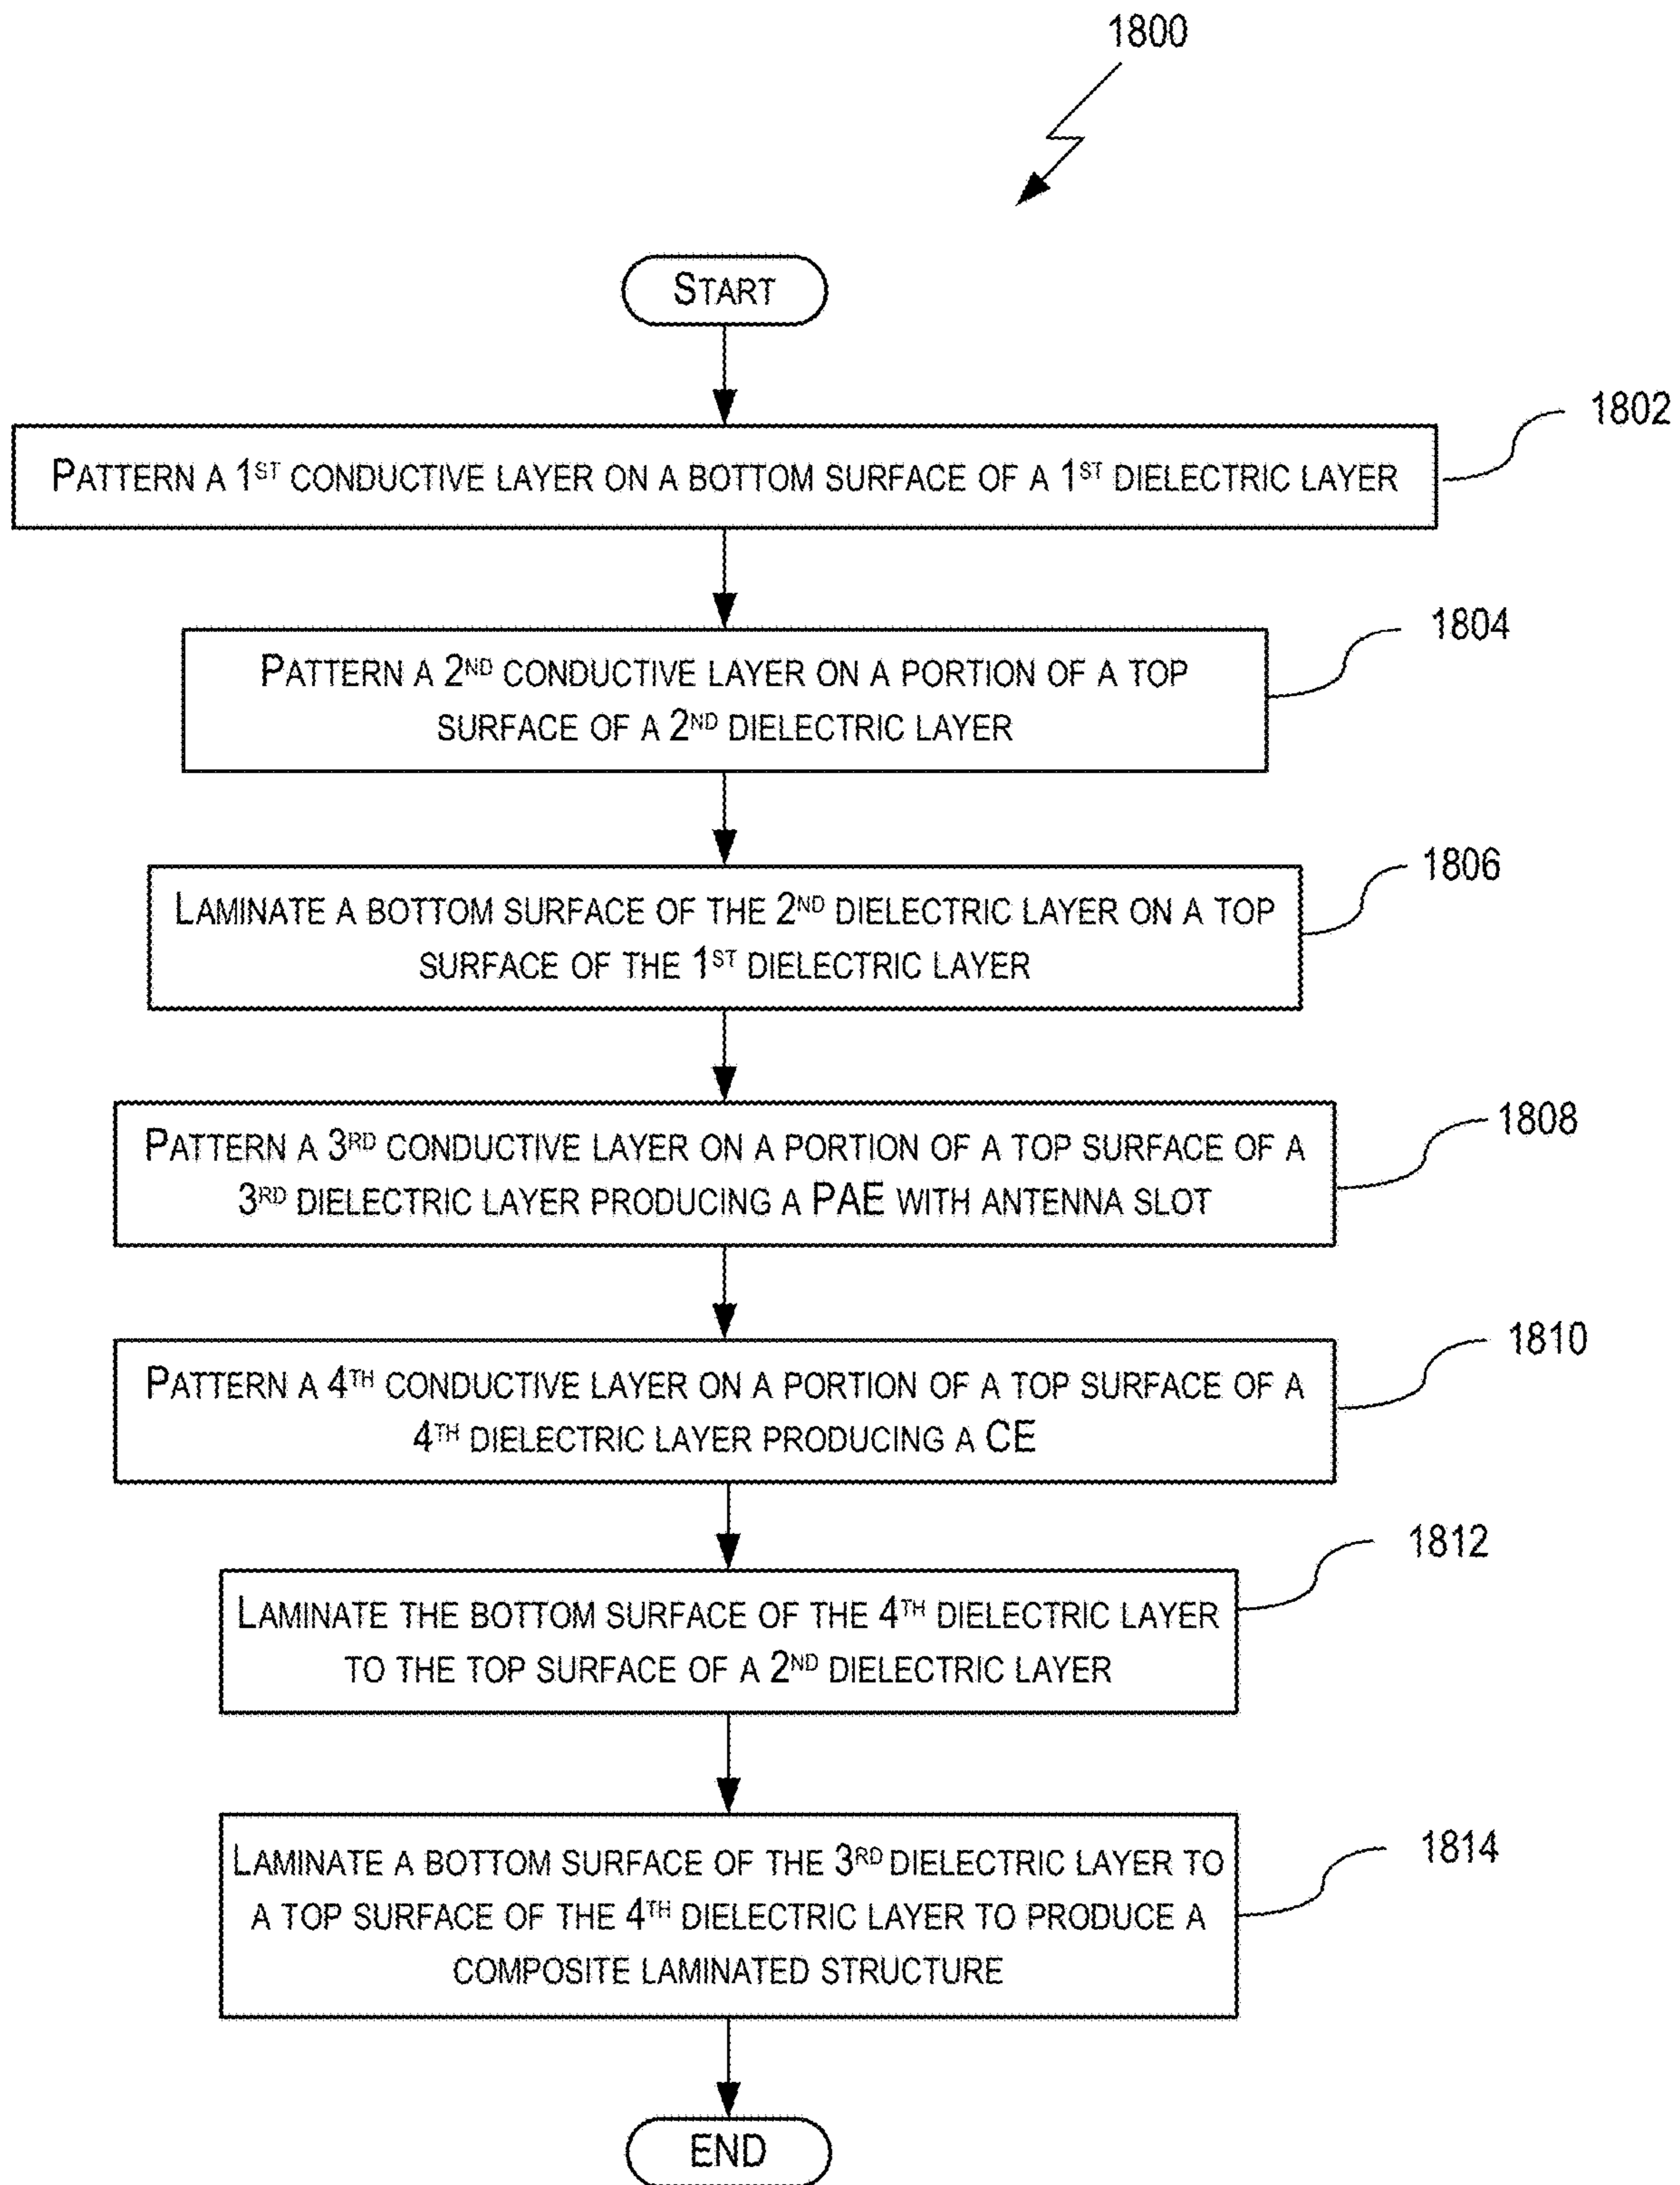 1800
START
PATTERN A 1ST CONDUCTIVE LAYER ON A BOTTOM SURFACE OF A 1ST DIELECTRIC LAYER
1802
PATTERN A 2ND CONDUCTIVE LAYER ON A PORTION OF A TOP
SURFACE OF A 2ND DIELECTRIC LAYER
1804
LAMINATE A BOTTOM SURFACE OF THE 2ND DIELECTRIC LAYER ON A TOP
SURFACE OF THE 1ST DIELECTRIC LAYER
1806
PATTERN A 3RD CONDUCTIVE LAYER ON A PORTION OF A TOP SURFACE OF A
3RD DIELECTRIC LAYER PRODUCING A PAE WITH ANTENNA SLOT
1808
PATTERN A 4TH CONDUCTIVE LAYER ON A PORTION OF A TOP SURFACE OF A
4TH DIELECTRIC LAYER PRODUCING A CE
1810
LAMINATE THE BOTTOM SURFACE OF THE 4TH DIELECTRIC LAYER
TO THE TOP SURFACE OF A 2ND DIELECTRIC LAYER
1812
LAMINATE A BOTTOM SURFACE OF THE 3RD DIELECTRIC LAYER TO
A TOP SURFACE OF THE 4TH DIELECTRIC LAYER TO PRODUCE A
COMPOSITE LAMINATED STRUCTURE
1814
END